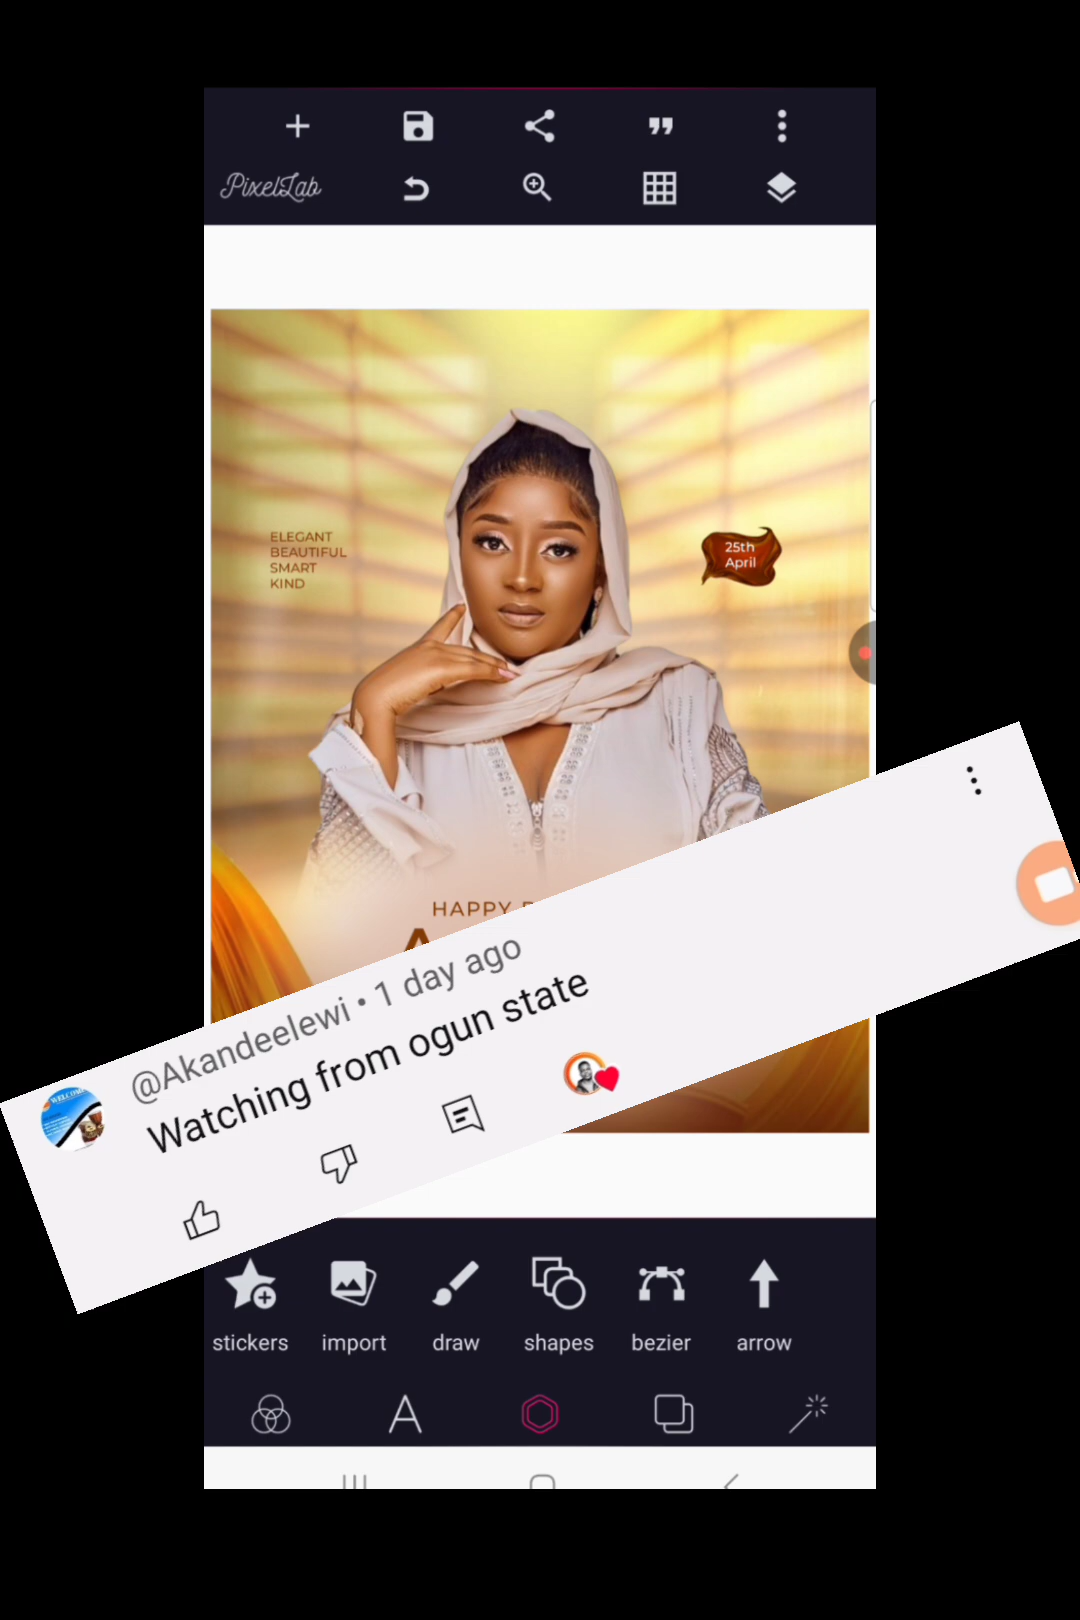 PixelLab
ELEGANT
BEAUTIFUL
SMART
KIND
25th
April
HAPPY
@Akandeelewi • 1 day ago
Watching from ogun state
stickers
import
draw
shapes
bezier
arrow